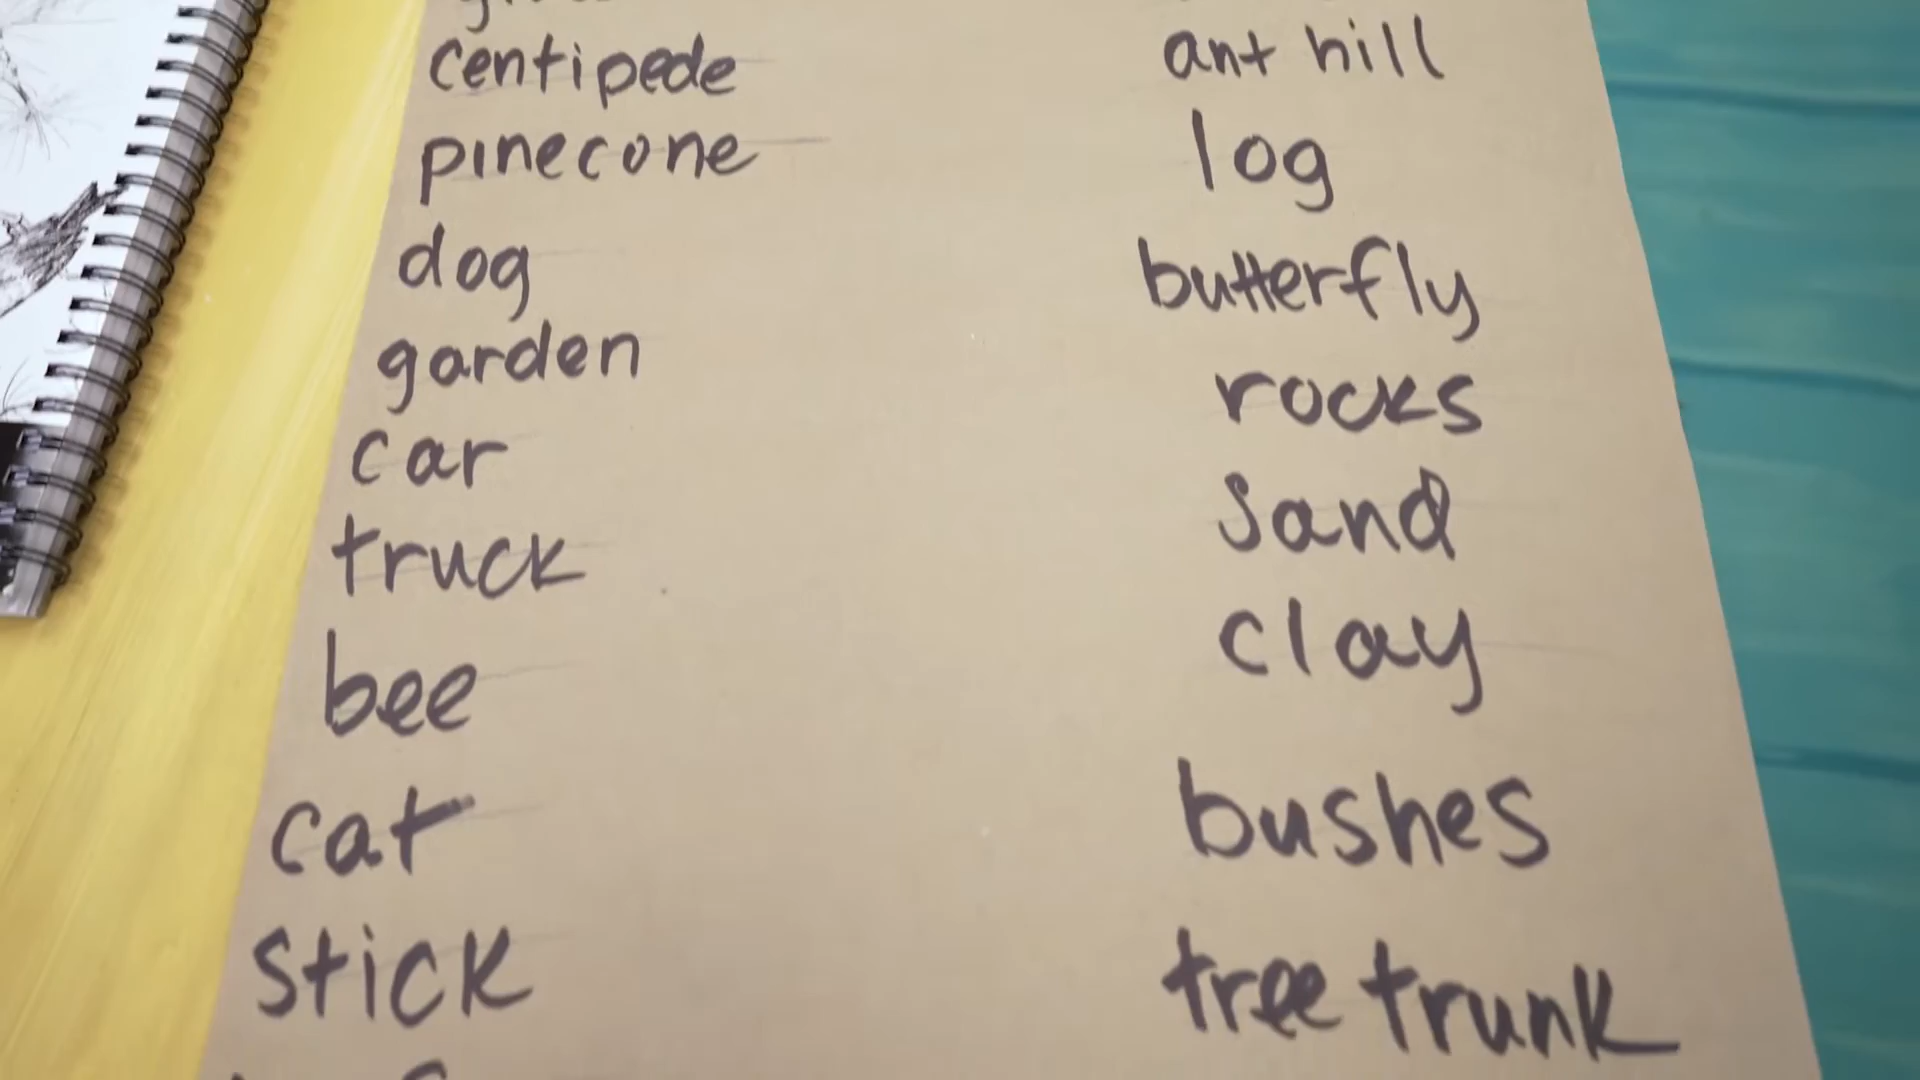 centipede
pinecone
dog
garden
car
truck
bee
cat
stick
ant hill
log
butterfly
rocks
sand
clay
bushes
tree trunk